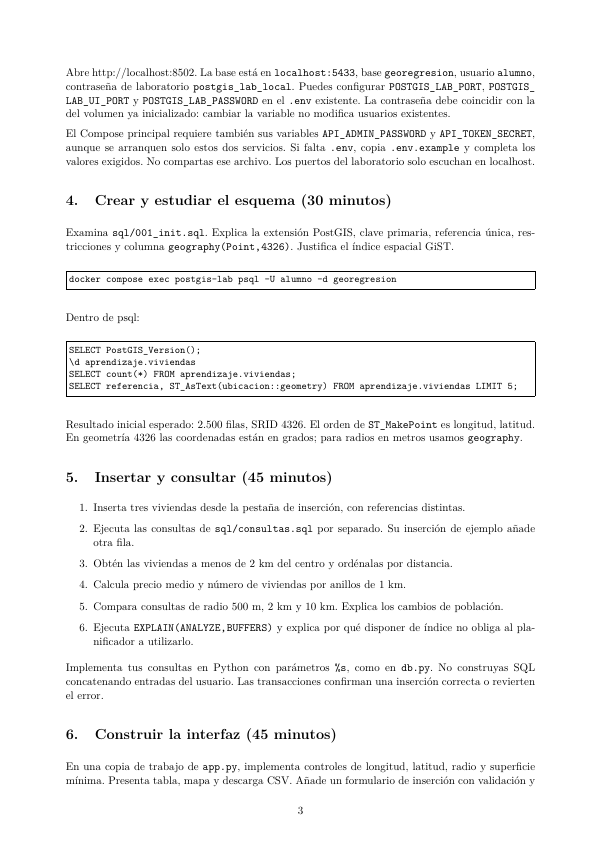 Abre http://localhost:8502. La base está en localhost:5433, base georegresion, usuario alumno,
contraseña de laboratorio postgis_lab_local. Puedes configurar POSTGIS_LAB_PORT, POSTGIS_
LAB_UI_PORT y POSTGIS_LAB_PASSWORD en el .env existente. La contraseña debe coincidir con la
del volumen ya inicializado: cambiar la variable no modifica usuarios existentes.
El Compose principal requiere también sus variables API_ADMIN_PASSWORD y API_TOKEN_SECRET,
aunque se arranquen solo estos dos servicios. Si falta .env, copia .env.example y completa los
valores exigidos. No compartas ese archivo. Los puertos del laboratorio solo escuchan en localhost.
4. Crear y estudiar el esquema (30 minutos)
Examina sql/001_init.sql. Explica la extensión PostGIS, clave primaria, referencia única, res-
tricciones y columna geography(Point,4326). Justifica el índice espacial GiST.
docker compose exec postgis-lab psql -U alumno -d georegresion
Dentro de psql:
SELECT PostGIS_Version();
\d aprendizaje.viviendas
SELECT count(*) FROM aprendizaje.viviendas;
SELECT referencia, ST_AsText(ubicacion::geometry) FROM aprendizaje.viviendas LIMIT 5;
Resultado inicial esperado: 2.500 filas, SRID 4326. El orden de ST_MakePoint es longitud, latitud.
En geometría 4326 las coordenadas están en grados; para radios en metros usamos geography.
5. Insertar y consultar (45 minutos)
1. Inserta tres viviendas desde la pestaña de inserción, con referencias distintas.
2. Ejecuta las consultas de sql/consultas.sql por separado. Su inserción de ejemplo añade
otra fila.
3. Obtén las viviendas a menos de 2 km del centro y ordénalas por distancia.
4. Calcula precio medio y número de viviendas por anillos de 1 km.
5. Compara consultas de radio 500 m, 2 km y 10 km. Explica los cambios de población.
6. Ejecuta EXPLAIN(ANALYZE,BUFFERS) y explica por qué disponer de índice no obliga al pla-
nificador a utilizarlo.
Implementa tus consultas en Python con parámetros %s, como en db.py. No construyas SQL
concatenando entradas del usuario. Las transacciones confirman una inserción correcta o revierten
el error.
6. Construir la interfaz (45 minutos)
En una copia de trabajo de app.py, implementa controles de longitud, latitud, radio y superficie
mínima. Presenta tabla, mapa y descarga CSV. Añade un formulario de inserción con validación y
3